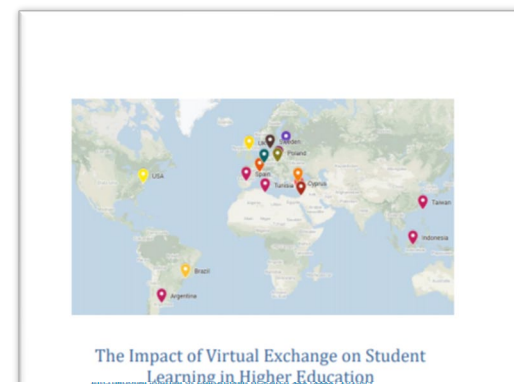 UK
Sweden
Poland
USA
Spain
Tunisia
Cyprus
Taiwan
Indonesia
Brazil
Argentina
The Impact of Virtual Exchange on Student
Learning in Higher Education